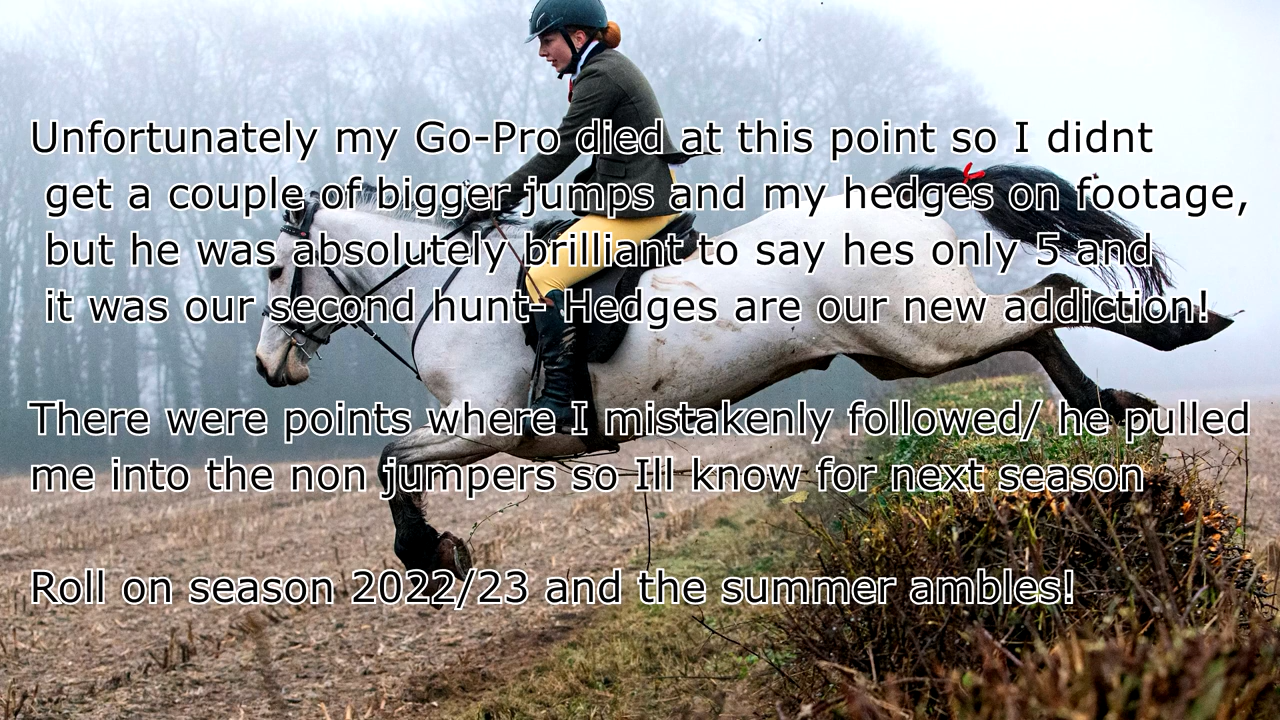 Unfortunately my Go-Pro died at this point so I didnt
get a couple of bigger jumps and my hedges on footage,
but he was absolutely brilliant to say hes only 5 and
it was our second hunt- Hedges are our new addiction!
There were points where I mistakenly followed/ he pulled
me into the non jumpers so Ill know for next season
Roll on season 2022/23 and the summer ambles!